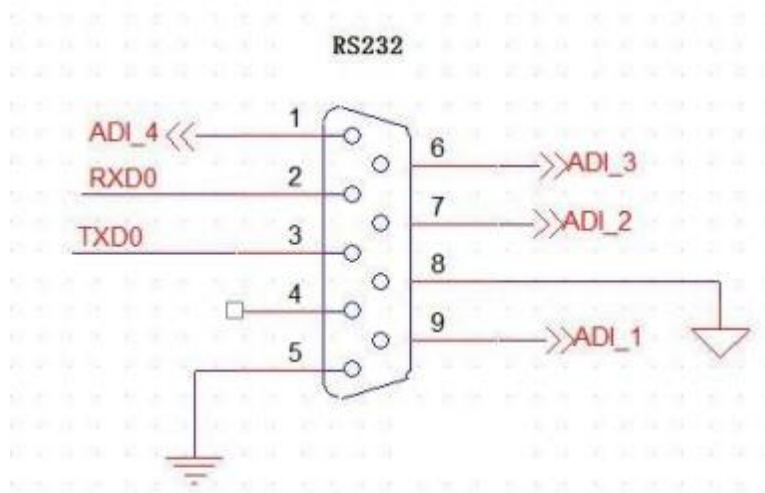 RS232
ADI_4 1
6 ADI_3
RXD0 2
7 ADI_2
TXD0 3
8
4
9 ADI_1
5